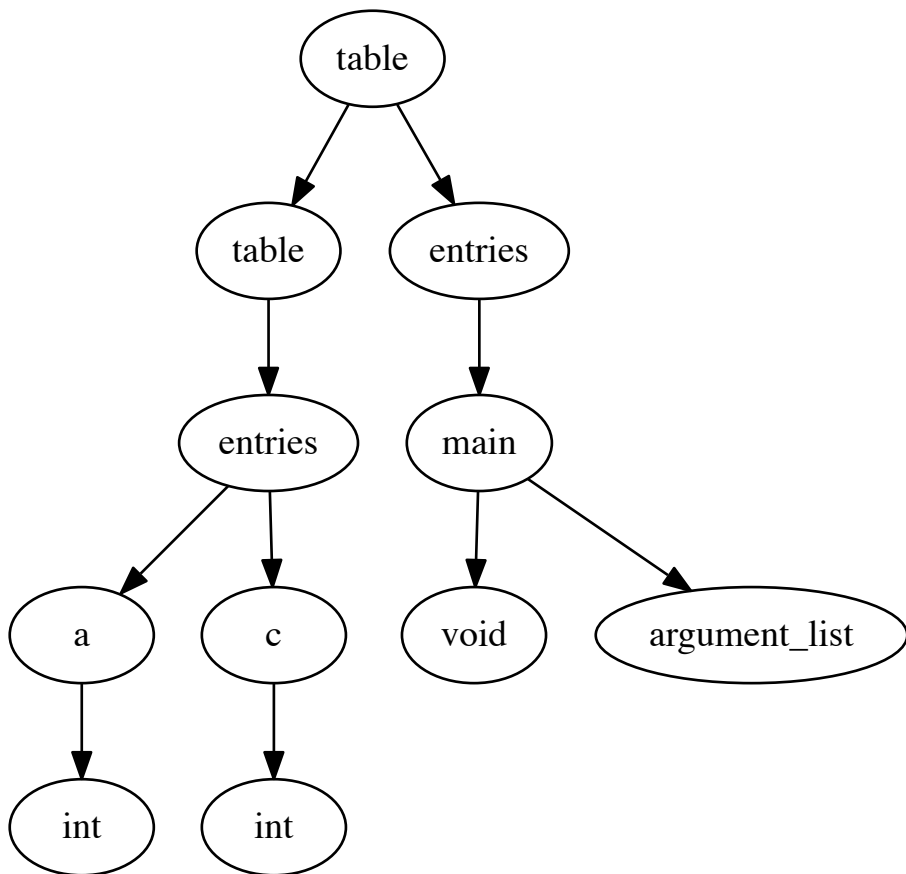 table
table
entries
entries
main
a
c
void
argument_list
int
int